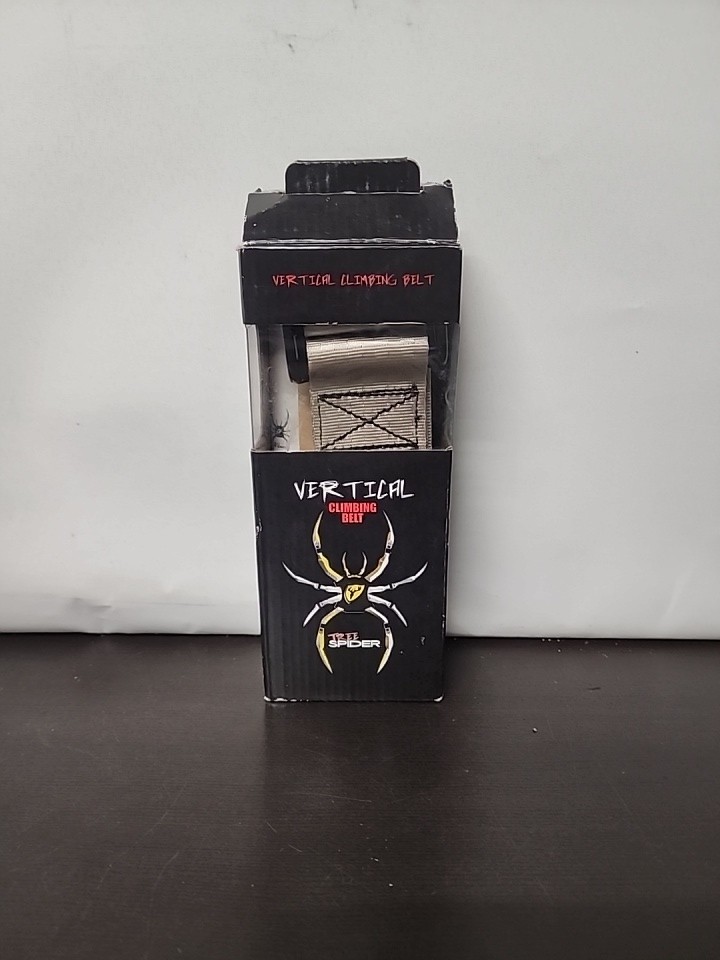 VERTICAL CLIMBING BELT
VERTICAL
CLIMBING
BELT
TREE
SPIDER